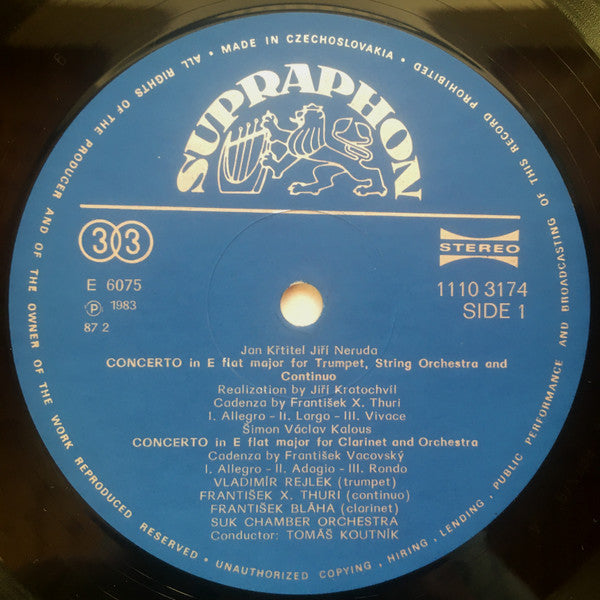 • MADE IN CZECHOSLOVAKIA • UNAUTHORIZED COPYING, HIRING, LENDING, PUBLIC PERFORMANCE AND BROADCASTING OF THIS RECORD PROHIBITED
ALL RIGHTS OF THE PRODUCER AND OF THE OWNER OF THE WORK REPRODUCED RESERVED •
SUPRAPHON
33
STEREO
E 6075
Ⓟ 1983
87 2
1110 3174
SIDE 1
Jan Křtitel Jiří Neruda
CONCERTO in E flat major for Trumpet, String Orchestra and
Continuo
Realization by Jiří Kratochvíl
Cadenza by František X. Thuri
I. Allegro - II. Largo - III. Vivace
Šimon Václav Kalous
CONCERTO in E flat major for Clarinet and Orchestra
Cadenza by František Vacovský
I. Allegro - II. Adagio - III. Rondo
VLADIMÍR REJLEK (trumpet)
FRANTIŠEK X. THURI (continuo)
FRANTIŠEK BLÁHA (clarinet)
SUK CHAMBER ORCHESTRA
Conductor: TOMÁŠ KOUTNÍK